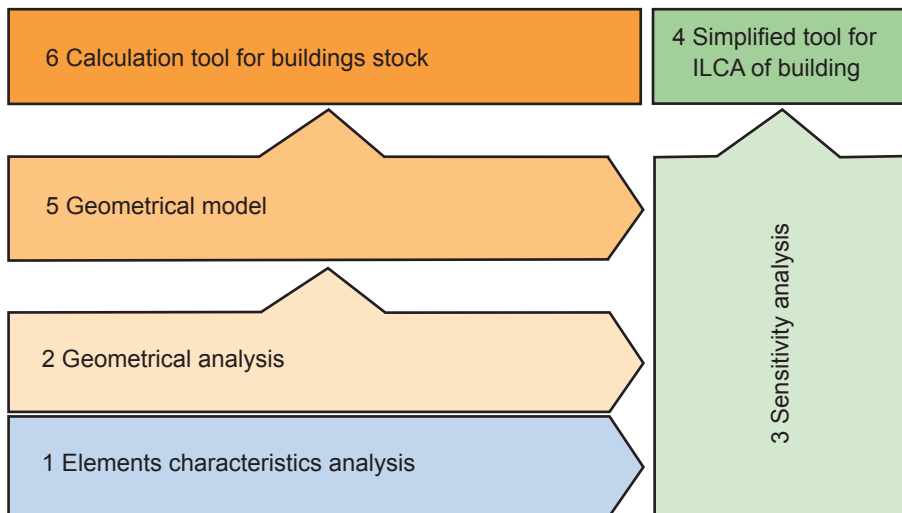 6 Calculation tool for buildings stock
4 Simplified tool for
ILCA of building
5 Geometrical model
2 Geometrical analysis
3 Sensitivity analysis
1 Elements characteristics analysis